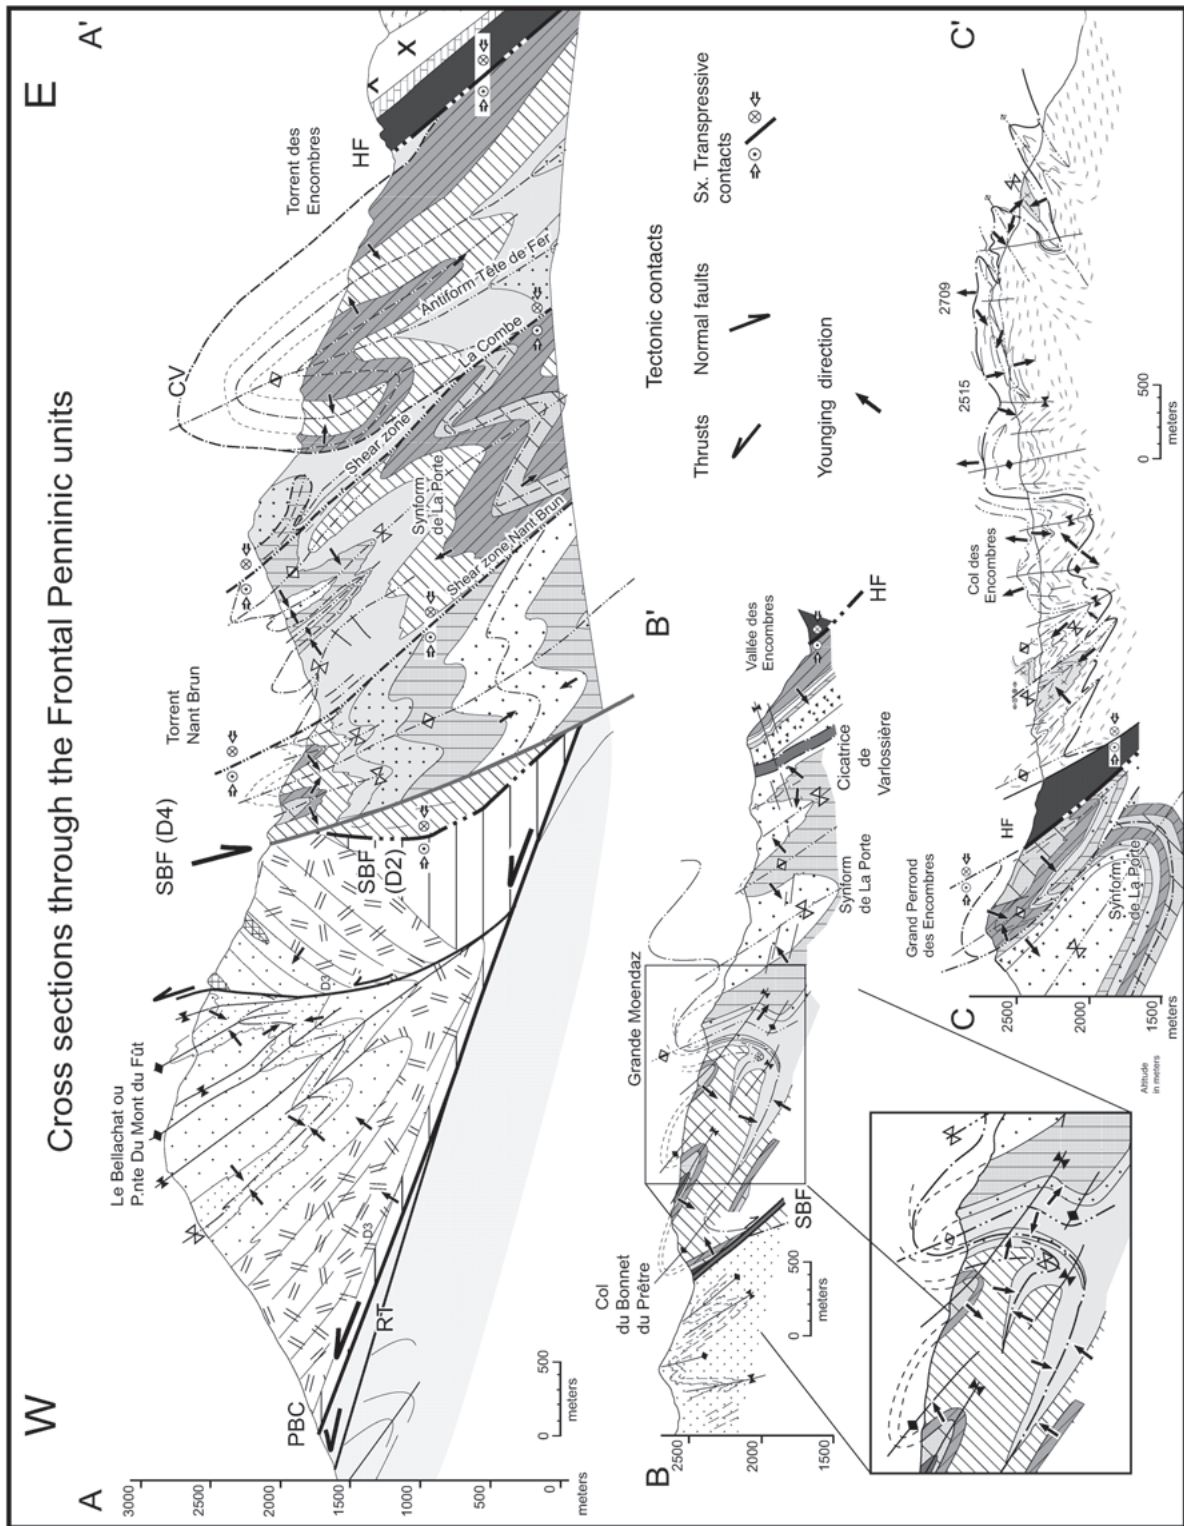 Cross sections through the Frontal Penninic units
W
E
A
A'
3000
2500
2000
1500
1000
500
0
meters
PBC
RT
0
500
meters
D3
D3
Le Bellachat ou
P.nte Du Mont du Fût
SBF (D4)
SBF
(D2)
Torrent
Nant Brun
Shear zone Nant Brun
Synform
de La Porte
Shear zone
La Combe
Antiform Tête de Fer
CV
Torrent des
Encombres
HF
X
B
B'
2500
2000
1500
Col
du Bonnet
du Prêtre
0
500
meters
SBF
Grande Moendaz
Synform
de La Porte
Cicatrice
de
Varlossière
Vallée des
Encombres
HF
Tectonic contacts
Thrusts
Normal faults
Sx. Transpressive
contacts
Younging direction
C
C'
2500
2000
1500
meters
Altitude
in meters
Grand Perrond
des Encombres
HF
Synform
de La Porte
Col des
Encombres
2515
2709
0
500
meters